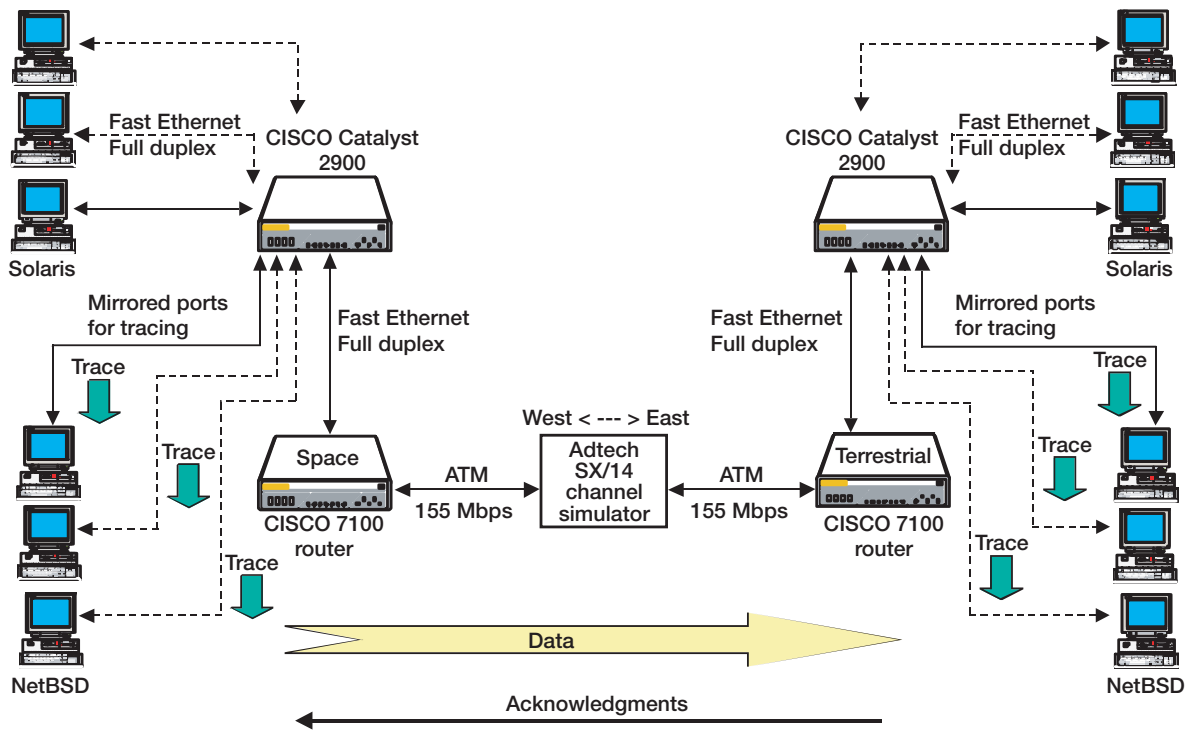 Fast Ethernet
Full duplex
CISCO Catalyst
2900
Solaris
Mirrored ports
for tracing
Fast Ethernet
Full duplex
Trace
Trace
Trace
NetBSD
Space
CISCO 7100
router
ATM
155 Mbps
West < --- > East
Adtech
SX/14
channel
simulator
ATM
155 Mbps
Terrestrial
CISCO 7100
router
CISCO Catalyst
2900
Fast Ethernet
Full duplex
Solaris
Fast Ethernet
Full duplex
Mirrored ports
for tracing
Trace
Trace
Trace
NetBSD
Data
Acknowledgments